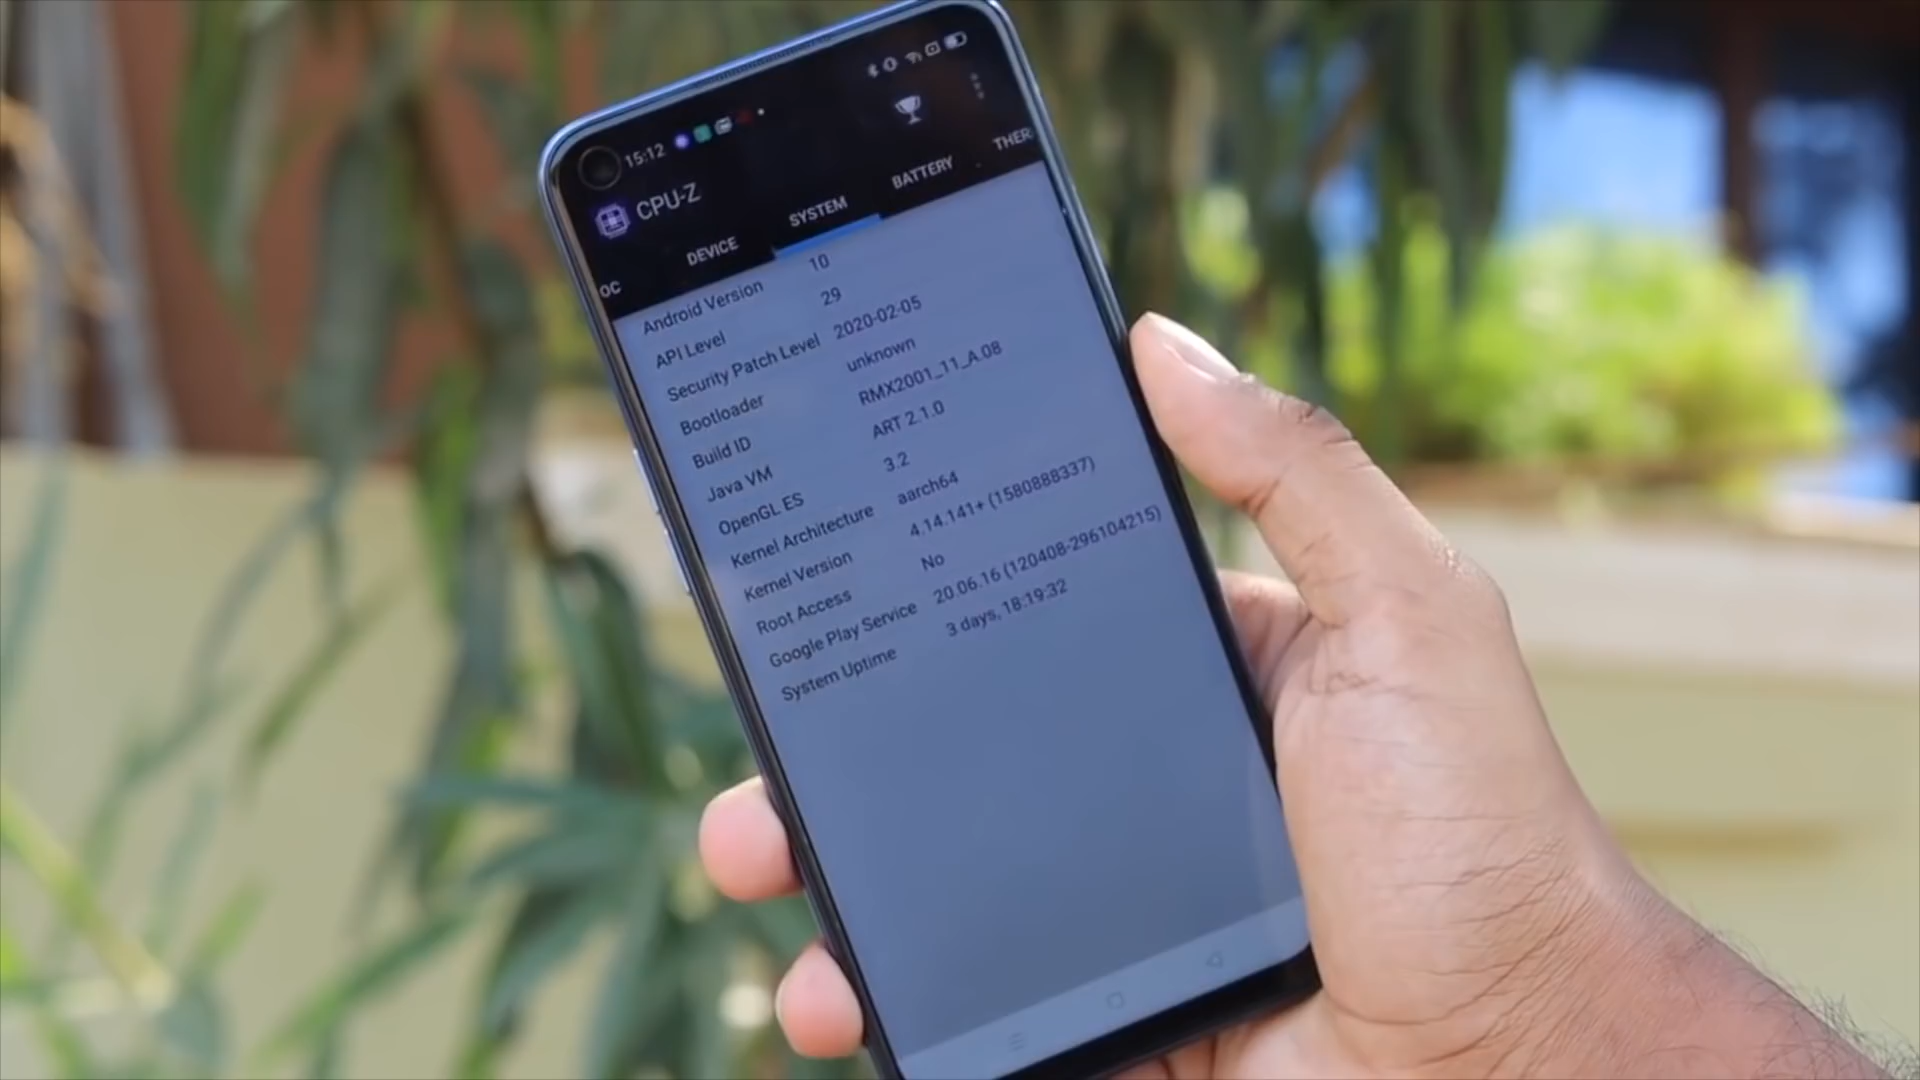 15:12
CPU-Z
OC DEVICE SYSTEM BATTERY THER
Android Version 10
API Level 29
Security Patch Level 2020-02-05
Bootloader unknown
Build ID RMX2001_11_A.08
Java VM ART 2.1.0
OpenGL ES 3.2
Kernel Architecture aarch64
Kernel Version 4.14.141+ (1580888337)
Root Access No
Google Play Service 20.06.16 (120408-296104215)
System Uptime 3 days, 18:19:32